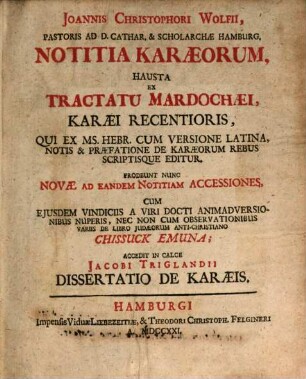 JOANNIS CHRISTOPHORI WOLFII,
PASTORIS AD D. CATHAR. & SCHOLARCHÆ HAMBURG,
NOTITIA KARÆORUM,
HAUSTA
EX
TRACTATU MARDOCHÆI,
KARÆI RECENTIORIS,
QUI EX MS. HEBR. CUM VERSIONE LATINA,
NOTIS & PRÆFATIONE DE KARÆORUM REBUS
SCRIPTISQUE EDITUR.
PRODEUNT NUNC
NOVÆ AD EANDEM NOTITIAM ACCESSIONES,
CUM
EJUSDEM VINDICIIS A VIRI DOCTI ANIMADVERSIO-
NIBUS NUPERIS, NEC NON CUM OBSERVATIONIBUS
VARIIS DE LIBRO JUDÆORUM ANTI-CHRISTIANO
CHISSUCK EMUNA;
ACCEDIT IN CALCE
JACOBI TRIGLANDII
DISSERTATIO DE KARÆIS.
HAMBURGI
Impensis Viduæ LIEBEZEITIÆ, & THEODORI CHRISTOPH. FELGINERI
A. MDCCXXI.